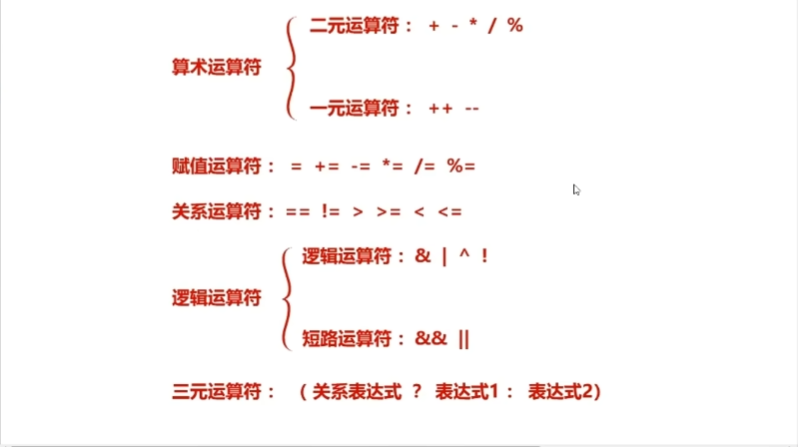 二元运算符： + - * / %
算术运算符
一元运算符： ++ --
赋值运算符： = += -= *= /= %=
关系运算符：== != > >= < <=
逻辑运算符：& | ^ !
逻辑运算符
短路运算符：&& ||
三元运算符： （关系表达式 ？ 表达式1： 表达式2）